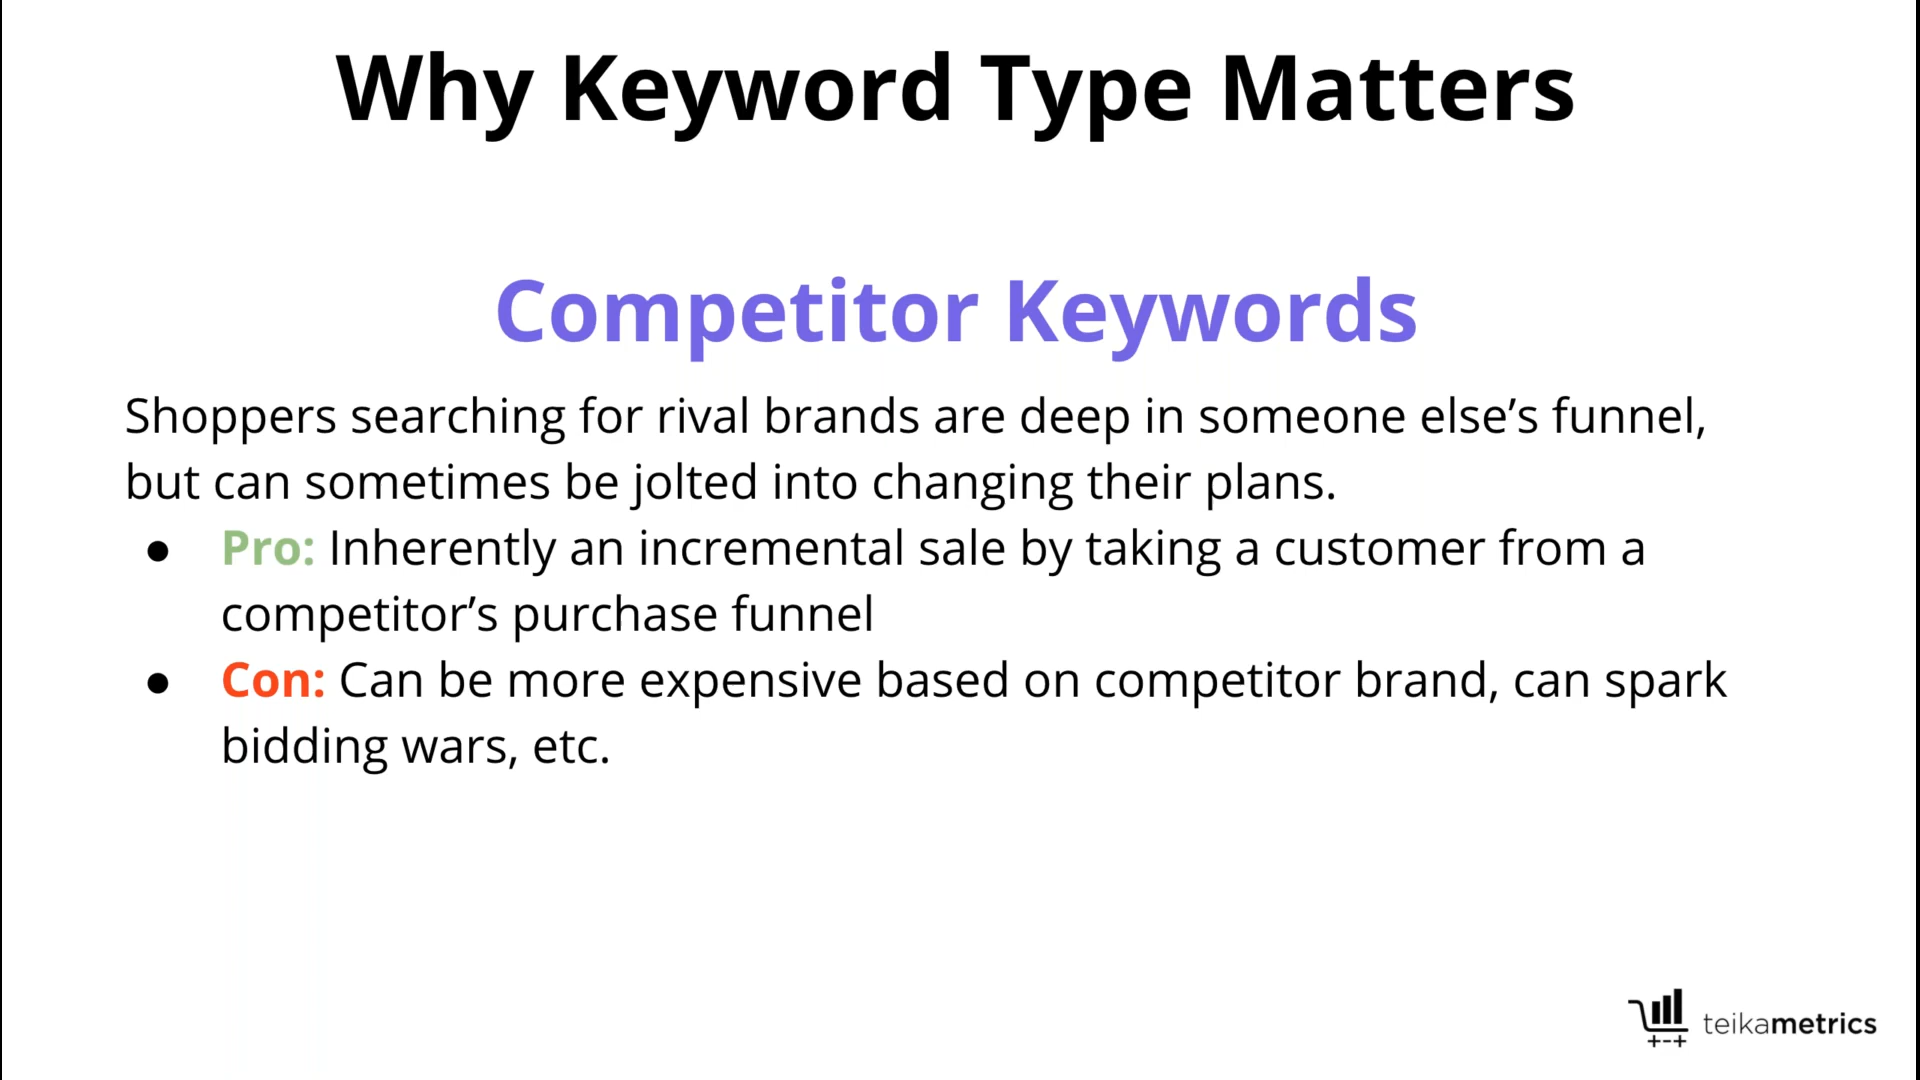 Why Keyword Type Matters
Competitor Keywords
Shoppers searching for rival brands are deep in someone else’s funnel,
but can sometimes be jolted into changing their plans.
● Pro: Inherently an incremental sale by taking a customer from a
competitor’s purchase funnel
● Con: Can be more expensive based on competitor brand, can spark
bidding wars, etc.
teikametrics